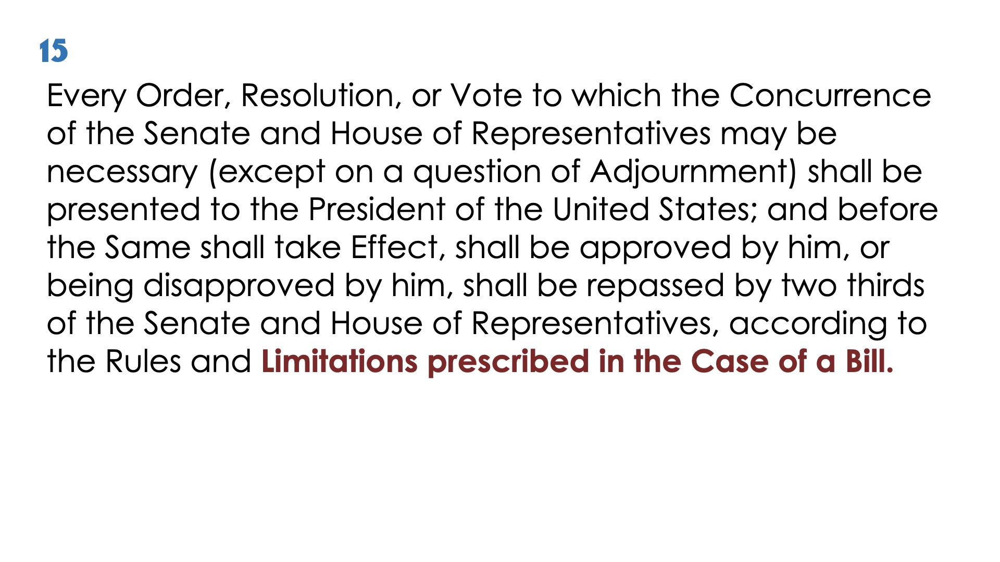 15
Every Order, Resolution, or Vote to which the Concurrence
of the Senate and House of Representatives may be
necessary (except on a question of Adjournment) shall be
presented to the President of the United States; and before
the Same shall take Effect, shall be approved by him, or
being disapproved by him, shall be repassed by two thirds
of the Senate and House of Representatives, according to
the Rules and Limitations prescribed in the Case of a Bill.